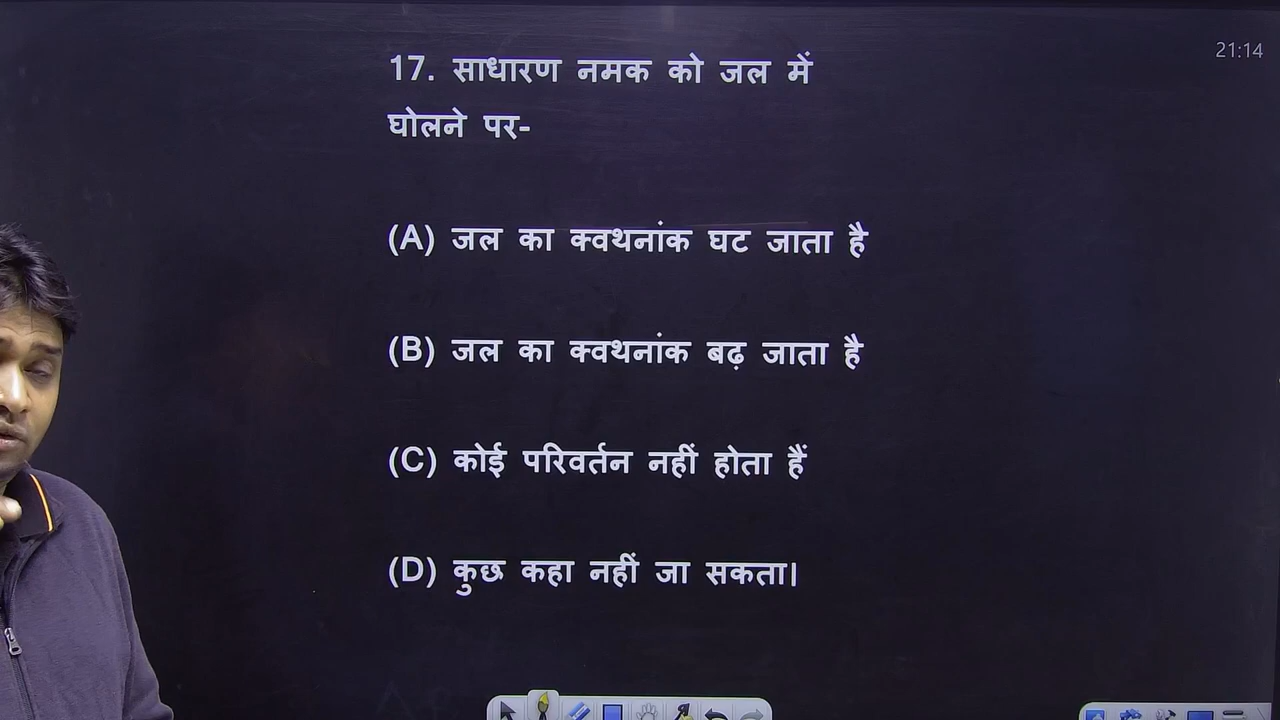 21:14
17. साधारण नमक को जल में
घोलने पर-
(A) जल का क्वथनांक घट जाता है
(B) जल का क्वथनांक बढ़ जाता है
(C) कोई परिवर्तन नहीं होता हैं
(D) कुछ कहा नहीं जा सकता।